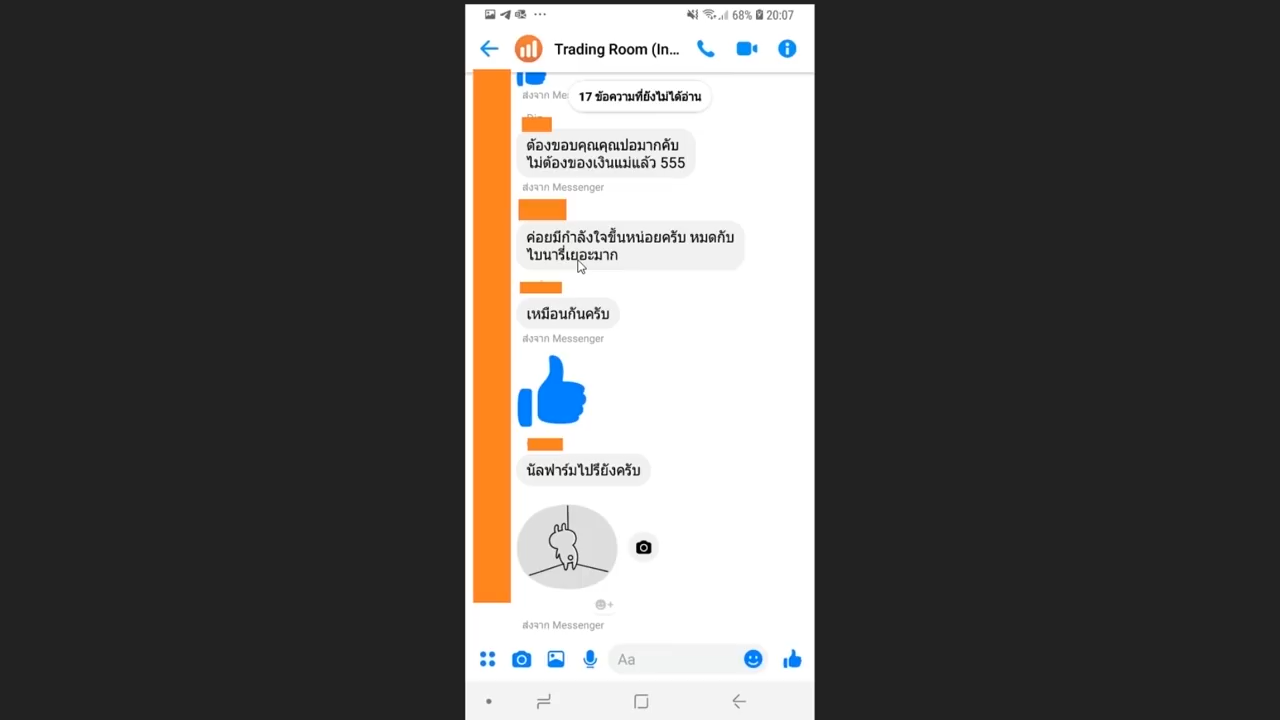 68% 20:07
Trading Room (In...
ส่งจาก Me
17 ข้อความที่ยังไม่ได้อ่าน
ต้องขอบคุณคุณปอมากคับ
ไม่ต้องของเงินแม่แล้ว 555
ส่งจาก Messenger
ค่อยมีกำลังใจขึ้นหน่อยครับ หมดกับ
ไบนารี่เยอะมาก
เหมือนกันครับ
ส่งจาก Messenger
นัลฟาร์มไปรึยังครับ
ส่งจาก Messenger
Aa